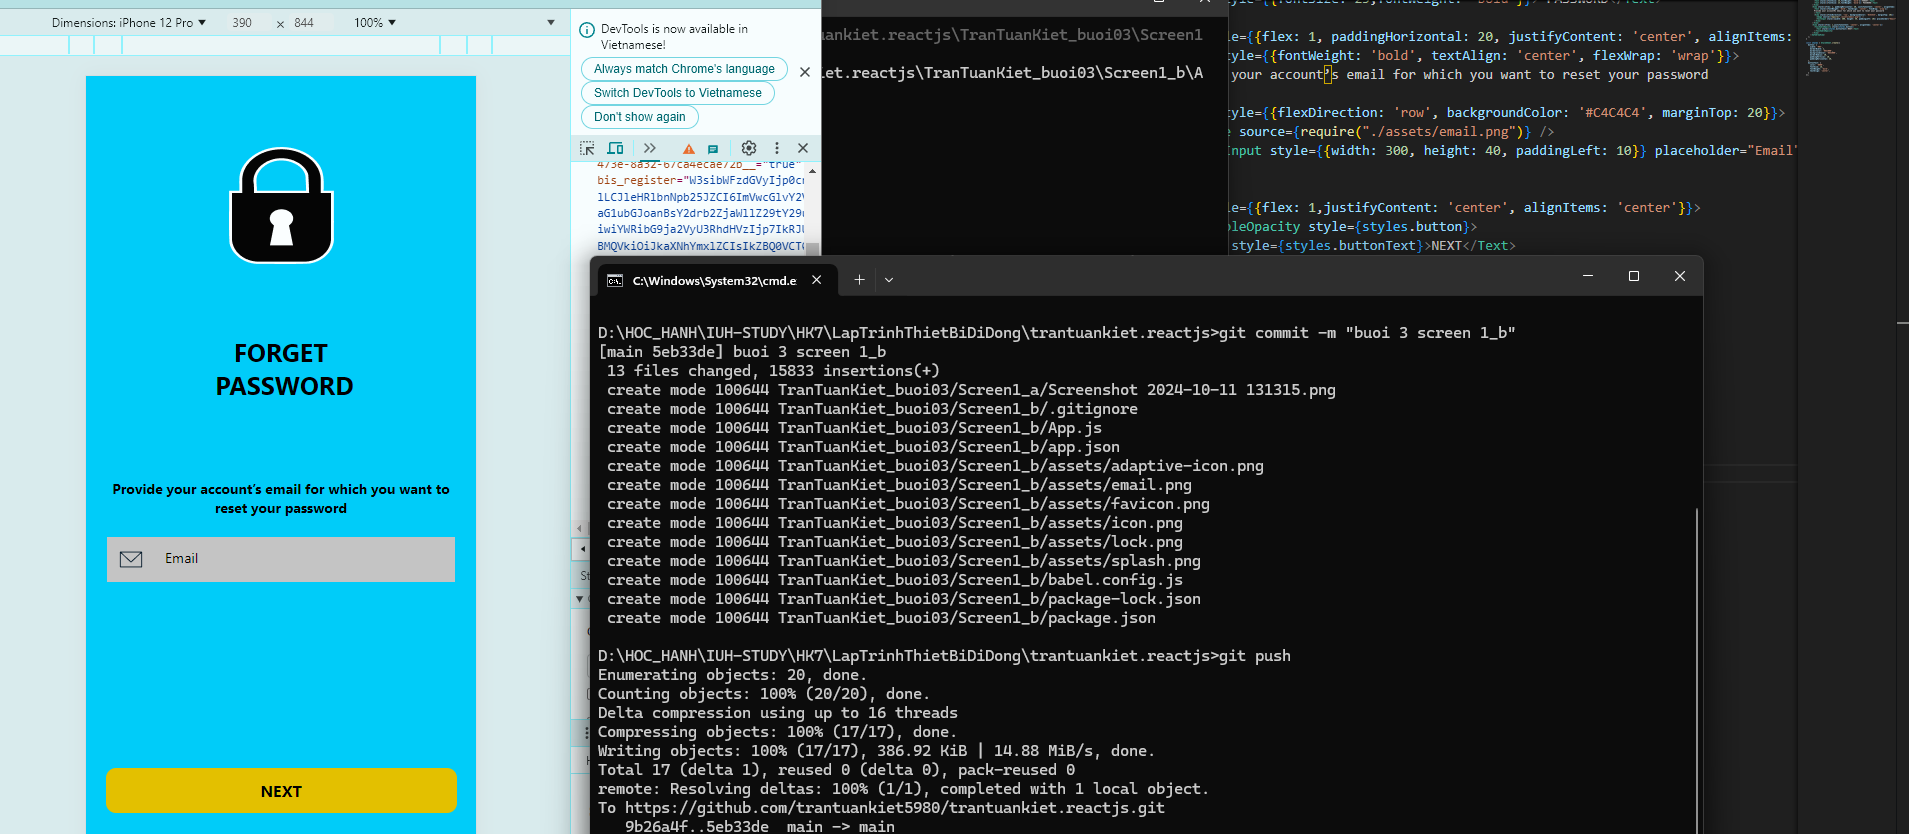 Dimensions: iPhone 12 Pro ▼ 390 × 844 100% ▼
FORGET
PASSWORD
Provide your account’s email for which you want to
reset your password
Email
NEXT
DevTools is now available in
Vietnamese!
Always match Chrome's language
Switch DevTools to Vietnamese
Don't show again
473e-8a32-67ca4ecae72b__="true"
uankiet.reactjs\TranTuanKiet_buoi03\Screen1
iet.reactjs\TranTuanKiet_buoi03\Screen1_b\A
le={{flex: 1, paddingHorizontal: 20, justifyContent: 'center', alignItems:
tyle={{fontWeight: 'bold', textAlign: 'center', flexWrap: 'wrap'}}>
your account’s email for which you want to reset your password
tyle={{flexDirection: 'row', backgroundColor: '#C4C4C4', marginTop: 20}}>
source={require("./assets/email.png")} />
Input style={{width: 300, height: 40, paddingLeft: 10}} placeholder="Email"
le={{flex: 1,justifyContent: 'center', alignItems: 'center'}}>
bleOpacity style={styles.button}>
style={styles.buttonText}>NEXT</Text>
C:\Windows\System32\cmd.e
D:\HOC_HANH\IUH-STUDY\HK7\LapTrinhThietBiDiDong\trantuankiet.reactjs>git commit -m "buoi 3 screen 1_b"
[main 5eb33de] buoi 3 screen 1_b
13 files changed, 15833 insertions(+)
create mode 100644 TranTuanKiet_buoi03/Screen1_a/Screenshot 2024-10-11 131315.png
create mode 100644 TranTuanKiet_buoi03/Screen1_b/.gitignore
create mode 100644 TranTuanKiet_buoi03/Screen1_b/App.js
create mode 100644 TranTuanKiet_buoi03/Screen1_b/app.json
create mode 100644 TranTuanKiet_buoi03/Screen1_b/assets/adaptive-icon.png
create mode 100644 TranTuanKiet_buoi03/Screen1_b/assets/email.png
create mode 100644 TranTuanKiet_buoi03/Screen1_b/assets/favicon.png
create mode 100644 TranTuanKiet_buoi03/Screen1_b/assets/icon.png
create mode 100644 TranTuanKiet_buoi03/Screen1_b/assets/lock.png
create mode 100644 TranTuanKiet_buoi03/Screen1_b/assets/splash.png
create mode 100644 TranTuanKiet_buoi03/Screen1_b/babel.config.js
create mode 100644 TranTuanKiet_buoi03/Screen1_b/package-lock.json
create mode 100644 TranTuanKiet_buoi03/Screen1_b/package.json
D:\HOC_HANH\IUH-STUDY\HK7\LapTrinhThietBiDiDong\trantuankiet.reactjs>git push
Enumerating objects: 20, done.
Counting objects: 100% (20/20), done.
Delta compression using up to 16 threads
Compressing objects: 100% (17/17), done.
Writing objects: 100% (17/17), 386.92 KiB | 14.88 MiB/s, done.
Total 17 (delta 1), reused 0 (delta 0), pack-reused 0
remote: Resolving deltas: 100% (1/1), completed with 1 local object.
To https://github.com/trantuankiet5980/trantuankiet.reactjs.git
9b26a4f..5eb33de main -> main